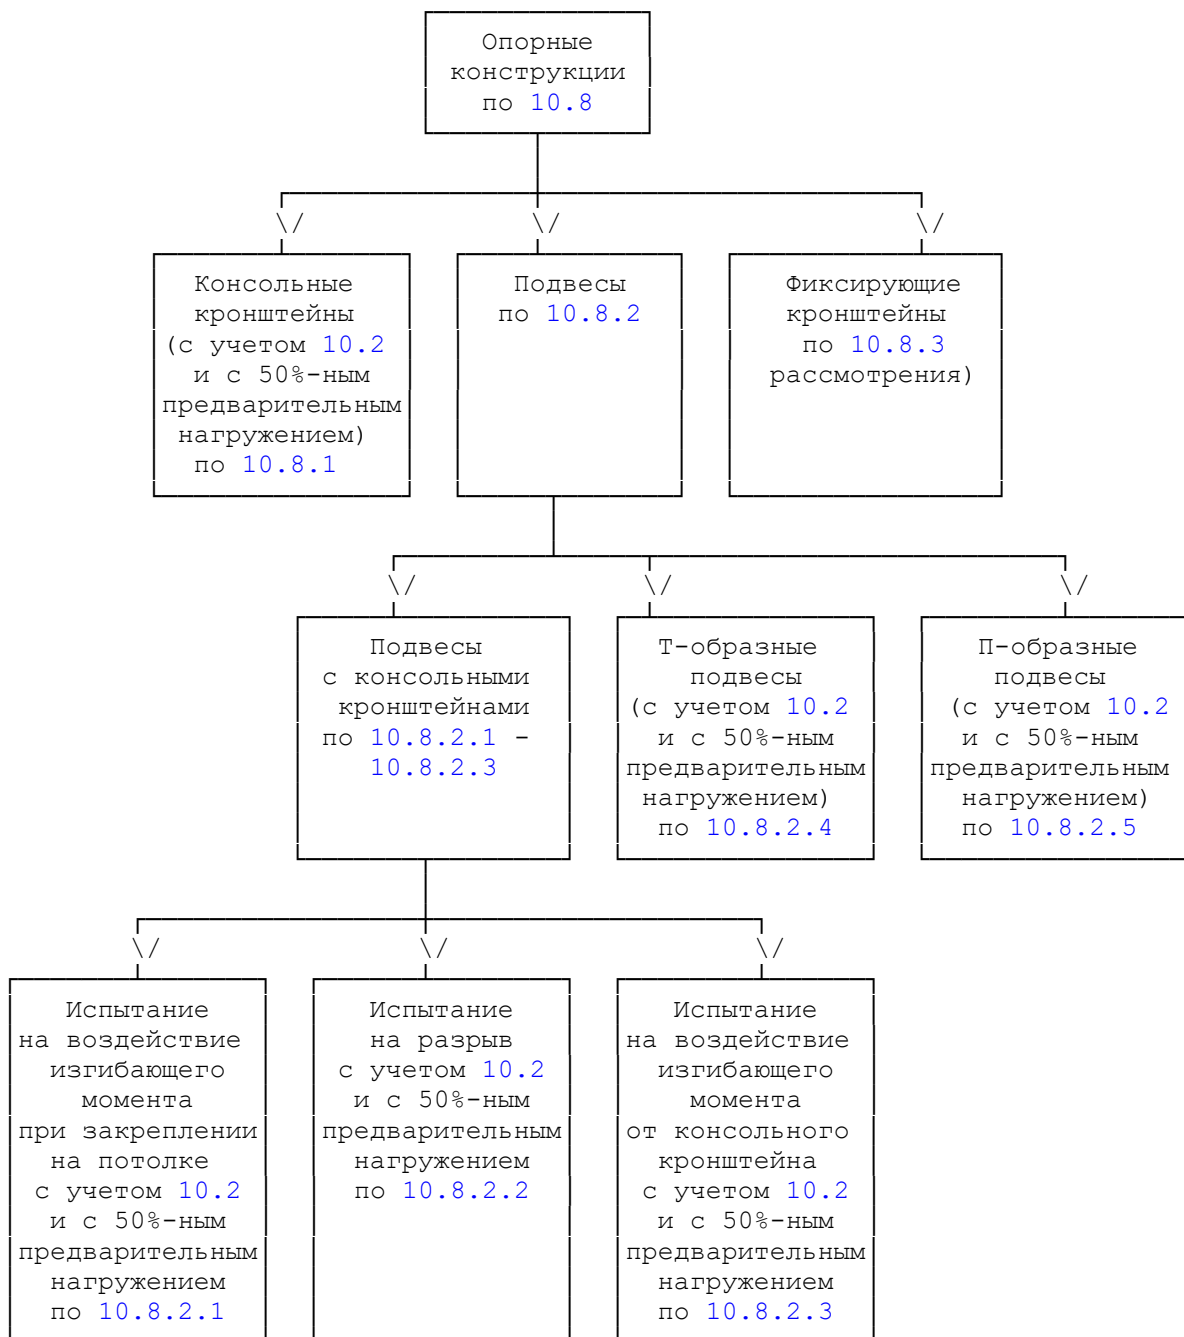 Опорные
конструкции
по 10.8
\/
\/
\/
Консольные
кронштейны
(с учетом 10.2
и с 50%-ным
предварительным
нагружением)
по 10.8.1
Подвесы
по 10.8.2
Фиксирующие
кронштейны
по 10.8.3
рассмотрения)
\/
\/
\/
Подвесы
с консольными
кронштейнами
по 10.8.2.1 -
10.8.2.3
Т-образные
подвесы
(с учетом 10.2
и с 50%-ным
предварительным
нагружением)
по 10.8.2.4
П-образные
подвесы
(с учетом 10.2
и с 50%-ным
предварительным
нагружением)
по 10.8.2.5
\/
\/
\/
Испытание
на воздействие
изгибающего
момента
при закреплении
на потолке
с учетом 10.2
и с 50%-ным
предварительным
нагружением
по 10.8.2.1
Испытание
на разрыв
с учетом 10.2
и с 50%-ным
предварительным
нагружением
по 10.8.2.2
Испытание
на воздействие
изгибающего
момента
от консольного
кронштейна
с учетом 10.2
и с 50%-ным
предварительным
нагружением
по 10.8.2.3